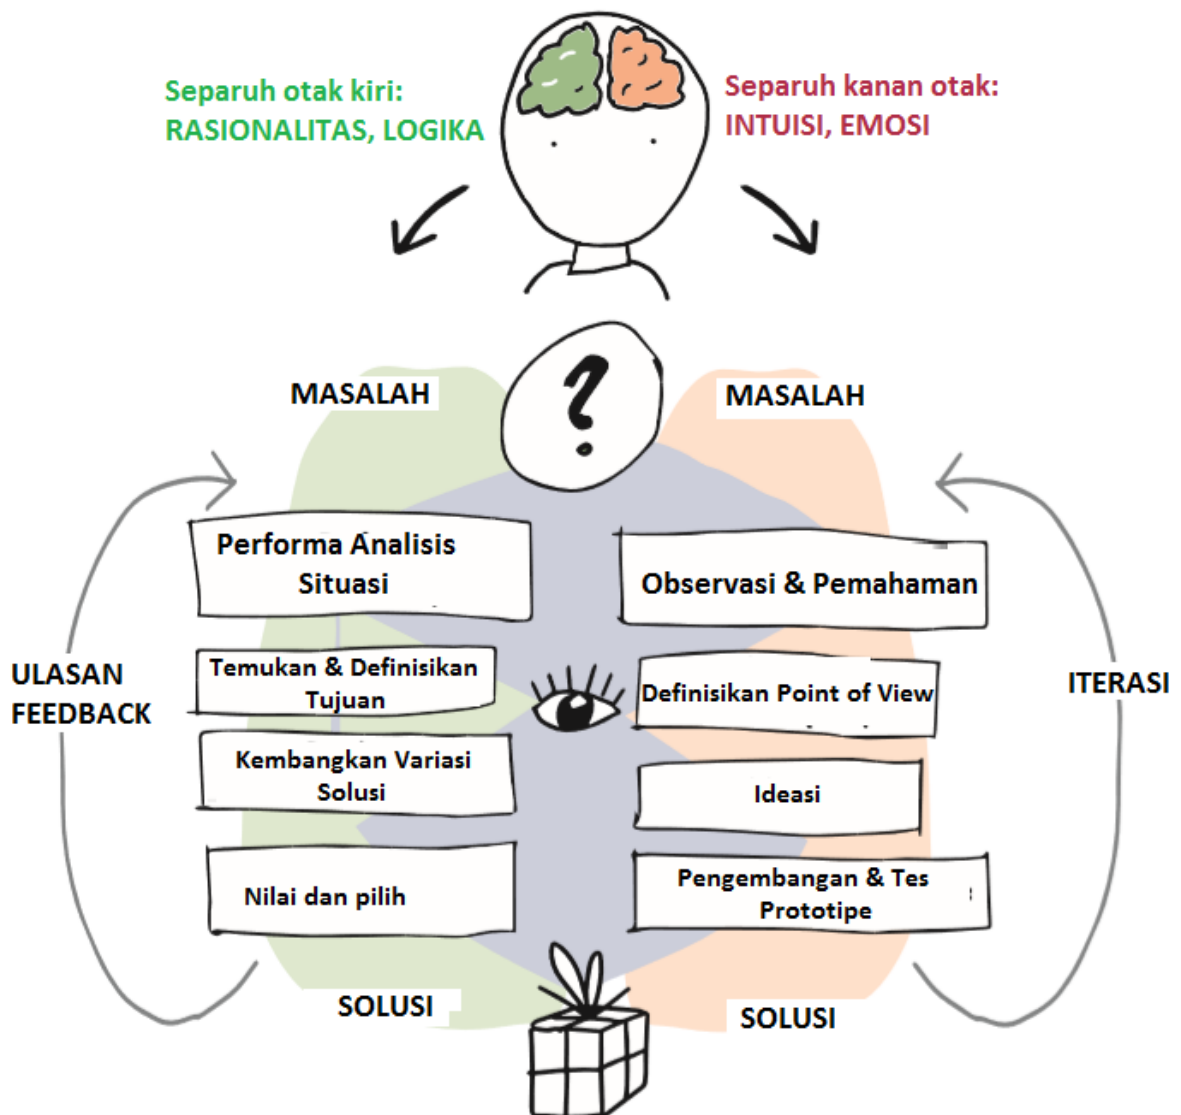 Separuh otak kiri:
RASIONALITAS, LOGIKA
Separuh kanan otak:
INTUISI, EMOSI
?
MASALAH
MASALAH
Performa Analisis
Situasi
Observasi & Pemahaman
Temukan & Definisikan
Tujuan
Definisikan Point of View
Kembangkan Variasi
Solusi
Ideasi
Nilai dan pilih
Pengembangan & Tes
Prototipe
ULASAN
FEEDBACK
ITERASI
SOLUSI
SOLUSI